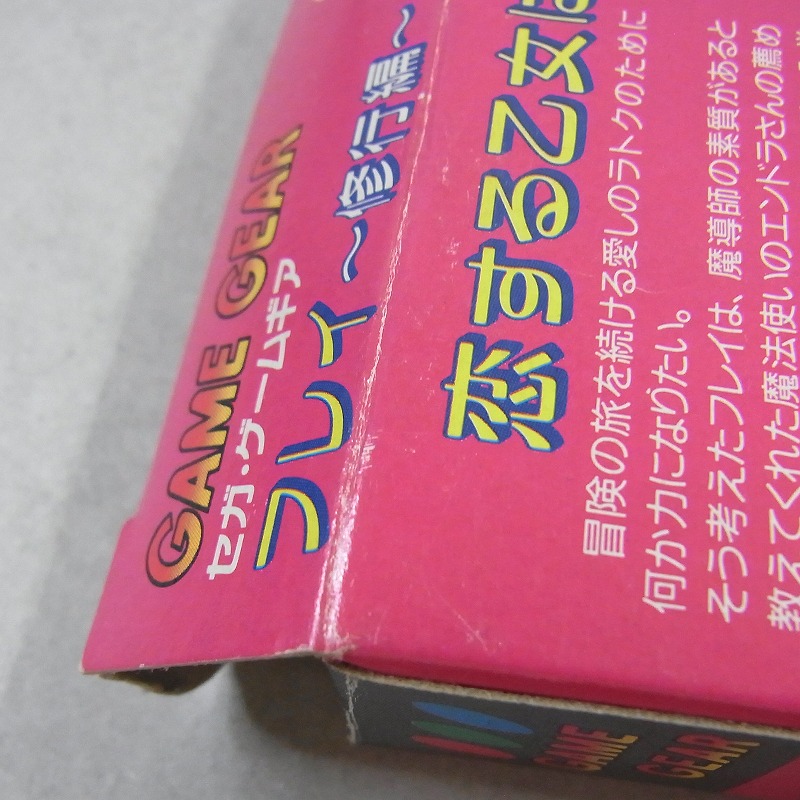 GAME GEAR
セガ・ゲームギア
フレイ 〜修行編〜
恋する乙女は
冒険の旅を続ける愛しのラトクのために
何か力になりたい。
そう考えたフレイは、魔導師の素質があると
教えてくれた魔法使いのエンドラさんの薦め
GAME GEAR